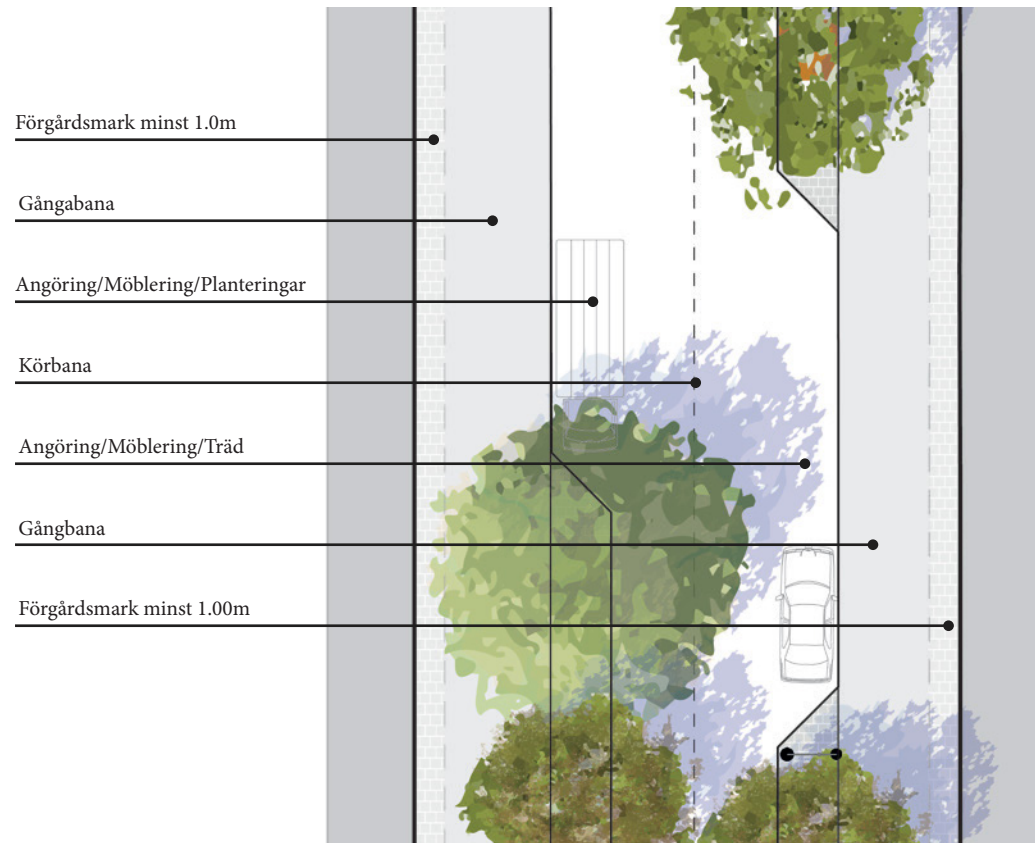 Förgårdsmark minst 1.0m
Gångabana
Angöring/Möblering/Planteringar
Körbana
Angöring/Möblering/Träd
Gångbana
Förgårdsmark minst 1.00m